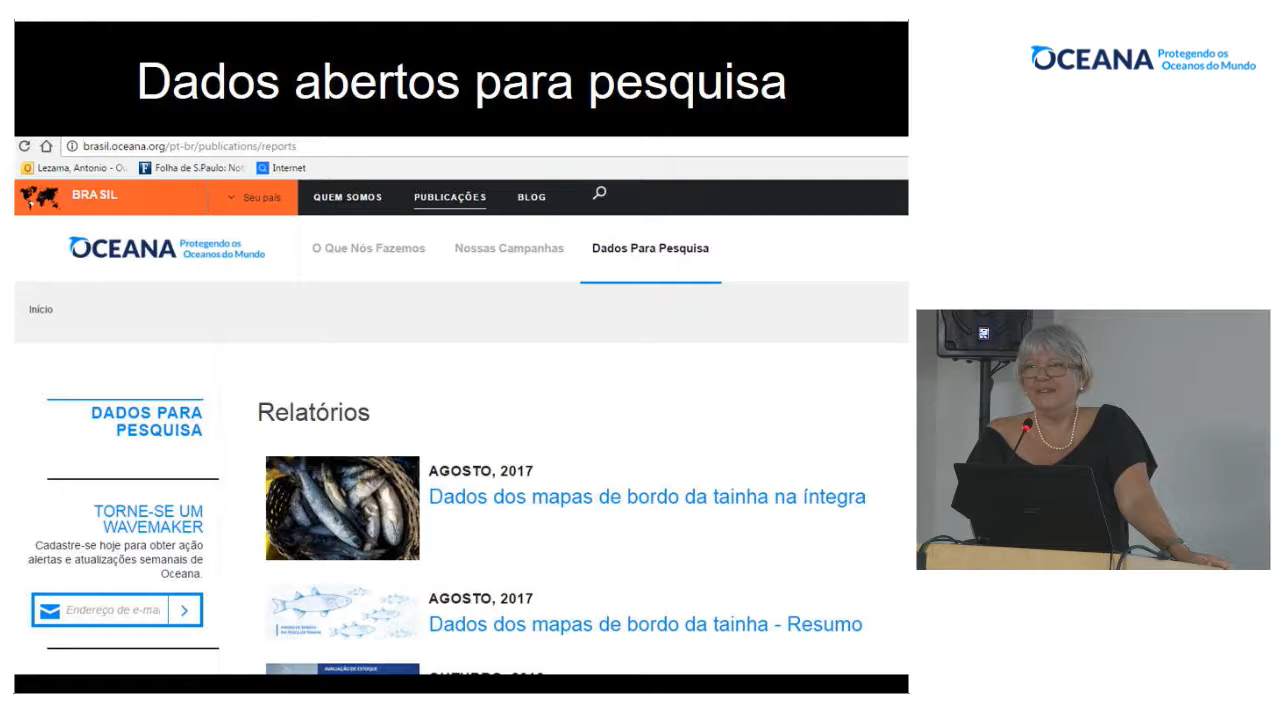 Dados abertos para pesquisa
OCEANA Protegendo os
Oceanos do Mundo
brasil.oceana.org/pt-br/publications/reports
Lezama, Antonio - Ou
Folha de S.Paulo: Not
Internet
BRASIL
Seu país
QUEM SOMOS
PUBLICAÇÕES
BLOG
OCEANA Protegendo os
Oceanos do Mundo
O Que Nós Fazemos
Nossas Campanhas
Dados Para Pesquisa
Início
DADOS PARA
PESQUISA
Relatórios
AGOSTO, 2017
Dados dos mapas de bordo da tainha na íntegra
TORNE-SE UM
WAVEMAKER
Cadastre-se hoje para obter ação
alertas e atualizações semanais de
Oceana.
Endereço de e-mai
AGOSTO, 2017
Dados dos mapas de bordo da tainha - Resumo
AVALIAÇÃO DE ESTOQUE